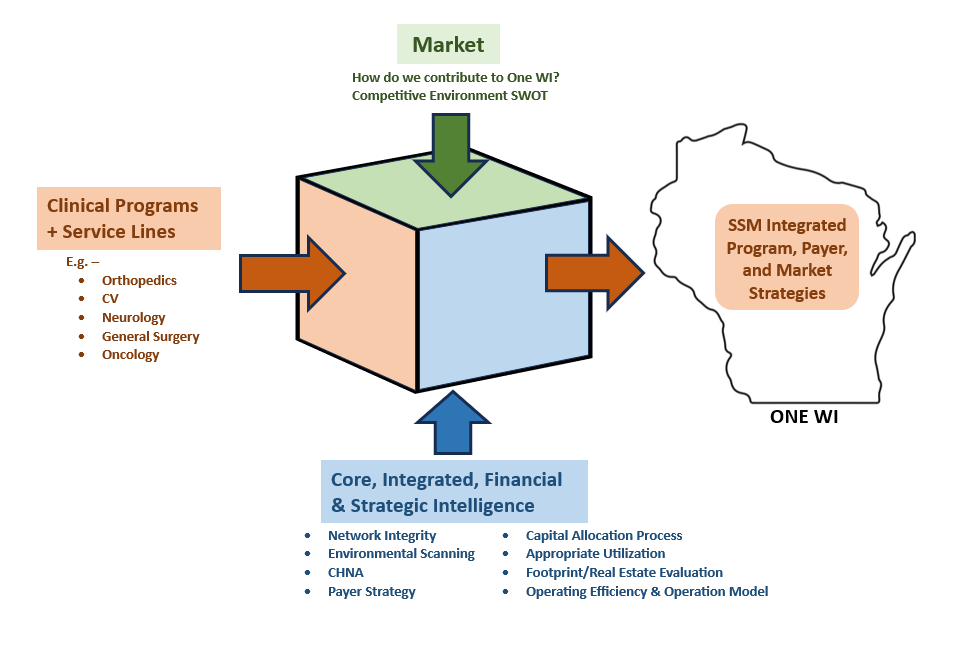 Market
How do we contribute to One WI?
Competitive Environment SWOT
Clinical Programs
+ Service Lines
E.g. –
• Orthopedics
• CV
• Neurology
• General Surgery
• Oncology
SSM Integrated
Program, Payer,
and Market
Strategies
ONE WI
Core, Integrated, Financial
& Strategic Intelligence
• Network Integrity
• Environmental Scanning
• CHNA
• Payer Strategy
• Capital Allocation Process
• Appropriate Utilization
• Footprint/Real Estate Evaluation
• Operating Efficiency & Operation Model